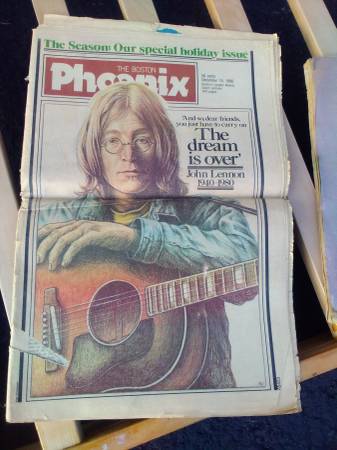 The Season: Our special holiday issue
THE BOSTON
Phoenix
'And so, dear friends,
you just have to carry on
The
dream
is over'
John Lennon
1940-1980